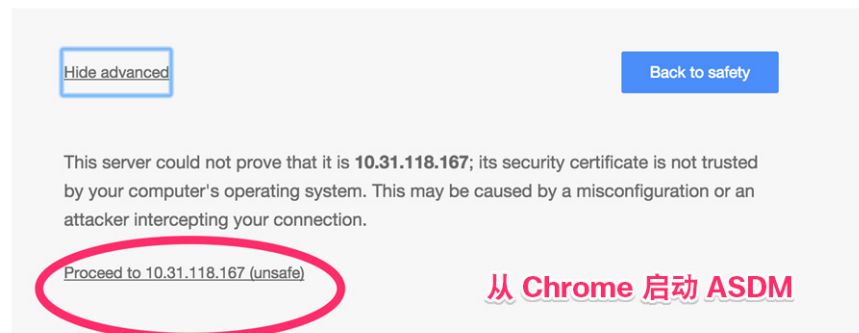 Hide advanced
Back to safety
This server could not prove that it is 10.31.118.167; its security certificate is not trusted
by your computer's operating system. This may be caused by a misconfiguration or an
attacker intercepting your connection.
Proceed to 10.31.118.167 (unsafe)
从 Chrome 启动 ASDM